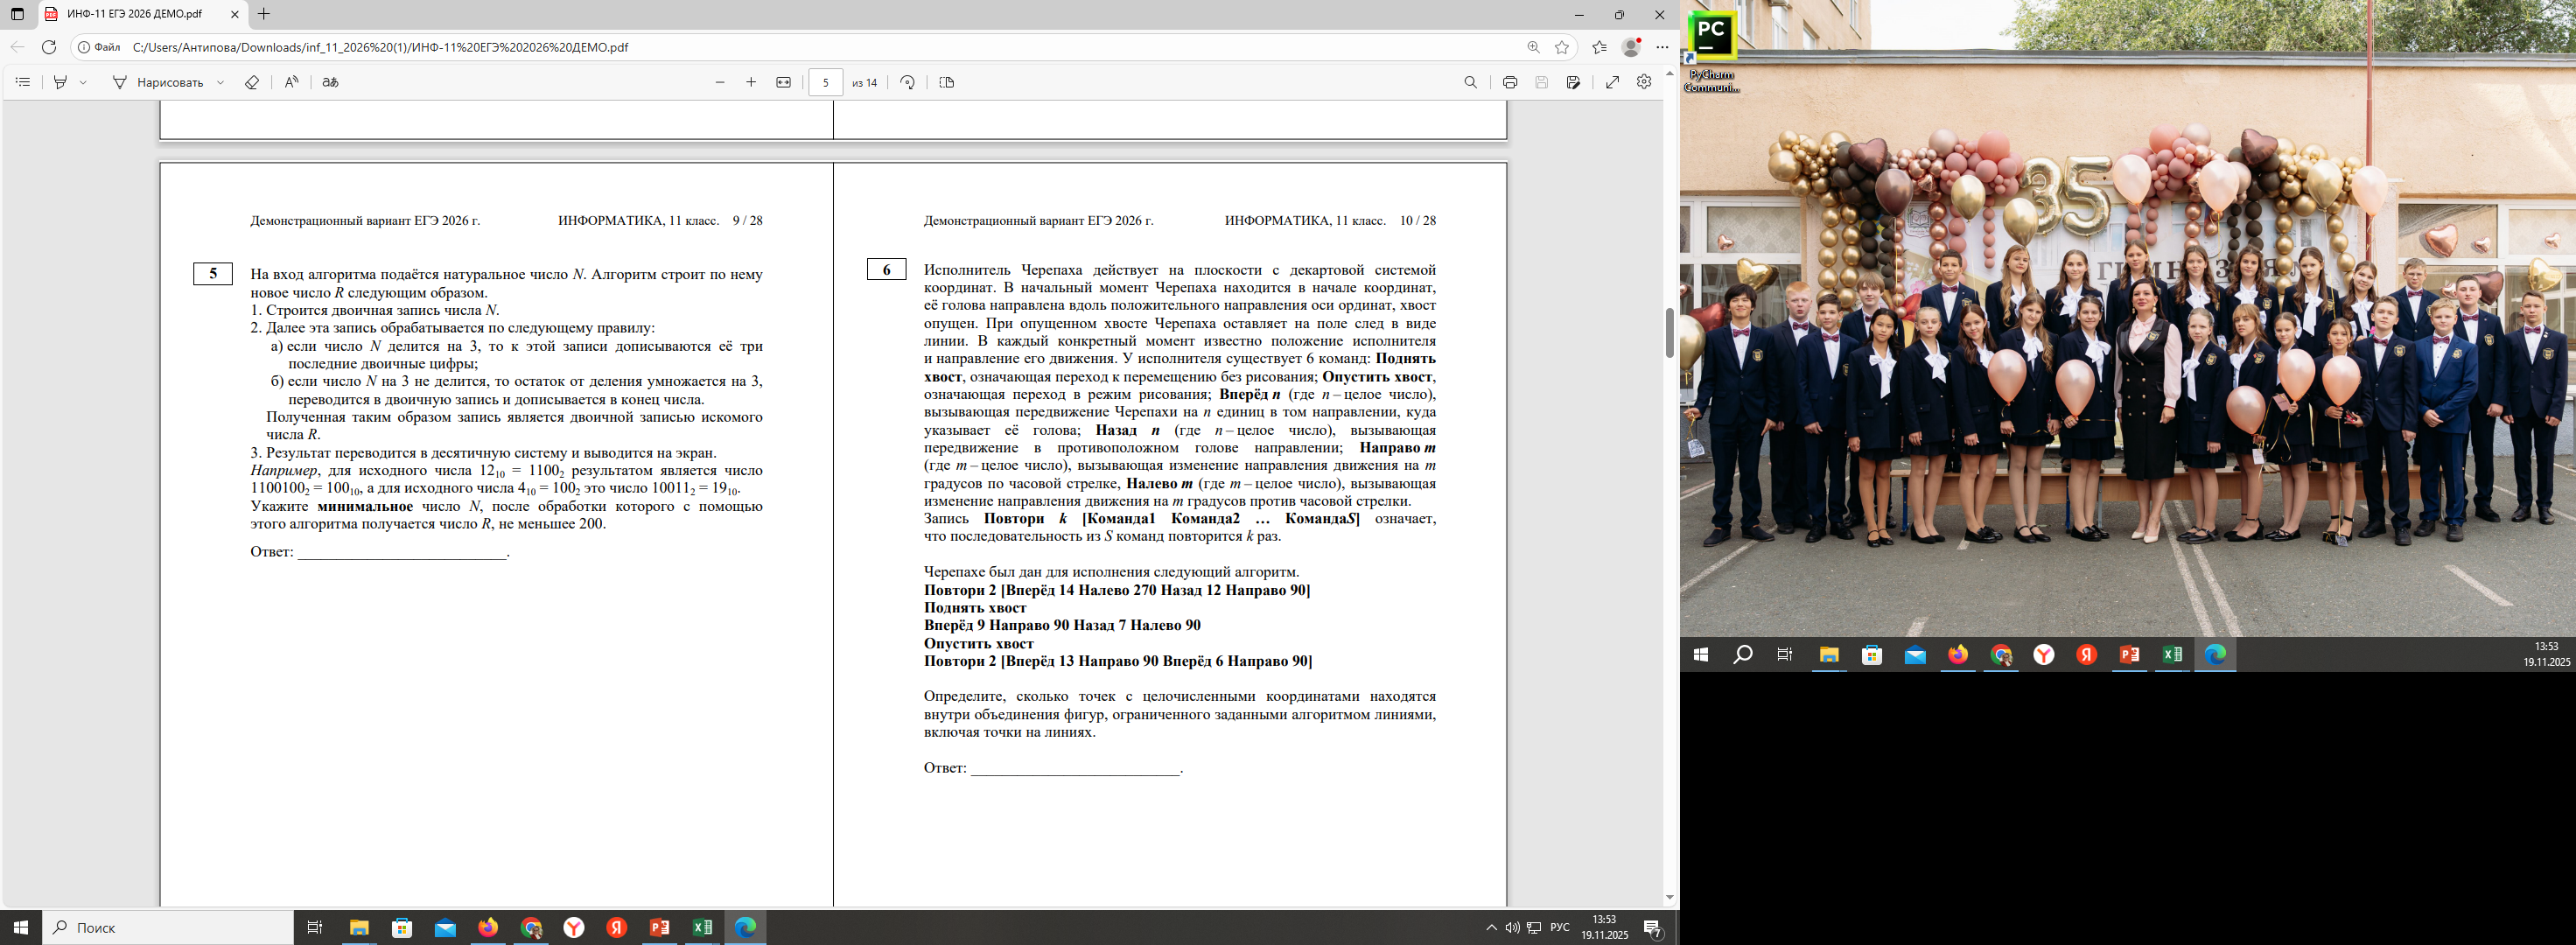 ИНФ-11 ЕГЭ 2026 ДЕМО.pdf
Файл C:/Users/Антипова/Downloads/inf_11_2026%20(1)/ИНФ-11%20ЕГЭ%202026%20ДЕМО.pdf
Нарисовать
5 из 14
Демонстрационный вариант ЕГЭ 2026 г. ИНФОРМАТИКА, 11 класс. 9 / 28
5
На вход алгоритма подаётся натуральное число N. Алгоритм строит по нему
новое число R следующим образом.
1. Строится двоичная запись числа N.
2. Далее эта запись обрабатывается по следующему правилу:
а) если число N делится на 3, то к этой записи дописываются её три
последние двоичные цифры;
б) если число N на 3 не делится, то остаток от деления умножается на 3,
переводится в двоичную запись и дописывается в конец числа.
Полученная таким образом запись является двоичной записью искомого
числа R.
3. Результат переводится в десятичную систему и выводится на экран.
Например, для исходного числа 12₁₀ = 1100₂ результатом является число
1100100₂ = 100₁₀, а для исходного числа 4₁₀ = 100₂ это число 10011₂ = 19₁₀.
Укажите минимальное число N, после обработки которого с помощью
этого алгоритма получается число R, не меньшее 200.
Ответ: ___________________________.
Демонстрационный вариант ЕГЭ 2026 г. ИНФОРМАТИКА, 11 класс. 10 / 28
6
Исполнитель Черепаха действует на плоскости с декартовой системой
координат. В начальный момент Черепаха находится в начале координат,
её голова направлена вдоль положительного направления оси ординат, хвост
опущен. При опущенном хвосте Черепаха оставляет на поле след в виде
линии. В каждый конкретный момент известно положение исполнителя
и направление его движения. У исполнителя существует 6 команд: Поднять
хвост, означающая переход к перемещению без рисования; Опустить хвост,
означающая переход в режим рисования; Вперёд n (где n – целое число),
вызывающая передвижение Черепахи на n единиц в том направлении, куда
указывает её голова; Назад n (где n – целое число), вызывающая
передвижение в противоположном голове направлении; Направо m
(где m – целое число), вызывающая изменение направления движения на m
градусов по часовой стрелке, Налево m (где m – целое число), вызывающая
изменение направления движения на m градусов против часовой стрелки.
Запись Повтори k [Команда1 Команда2 … КомандаS] означает,
что последовательность из S команд повторится k раз.
Черепахе был дан для исполнения следующий алгоритм.
Повтори 2 [Вперёд 14 Налево 270 Назад 12 Направо 90]
Поднять хвост
Вперёд 9 Направо 90 Назад 7 Налево 90
Опустить хвост
Повтори 2 [Вперёд 13 Направо 90 Вперёд 6 Направо 90]
Определите, сколько точек с целочисленными координатами находятся
внутри объединения фигур, ограниченного заданными алгоритмом линиями,
включая точки на линиях.
Ответ: ___________________________.
Поиск
РУС
13:53
19.11.2025
7
PC
PyCharm
Communi...
35
13:53
19.11.2025